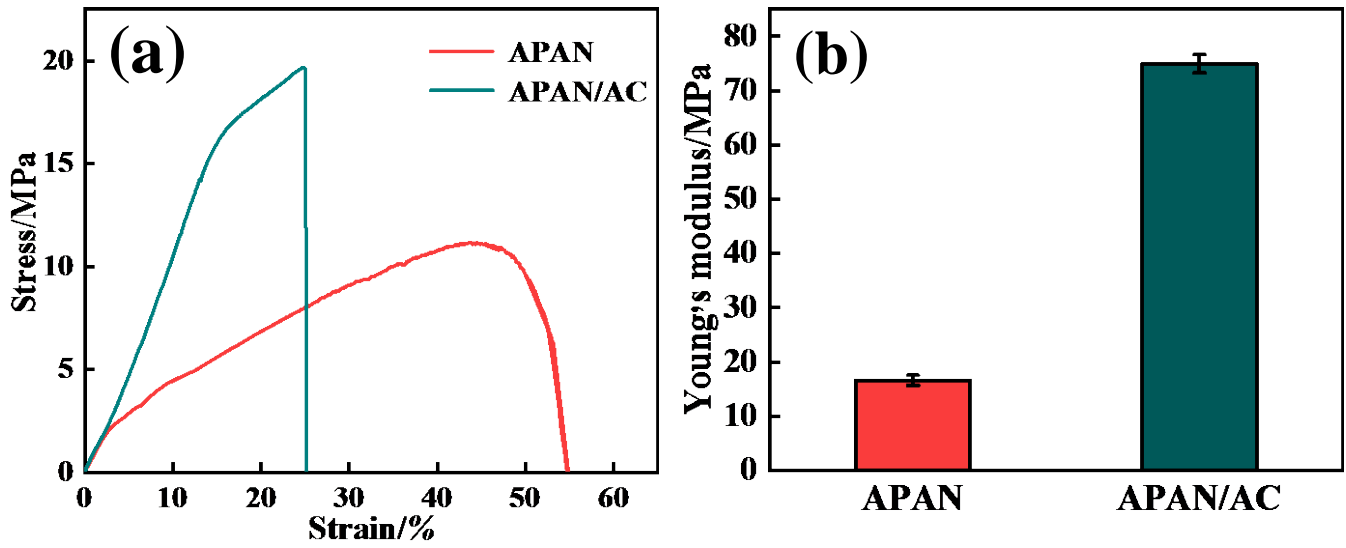 (a)
APAN
APAN/AC
Stress/MPa
20
15
10
5
0
0 10 20 30 40 50 60
Strain/%
(b)
Young's modulus/MPa
80
70
60
50
40
30
20
10
0
APAN APAN/AC